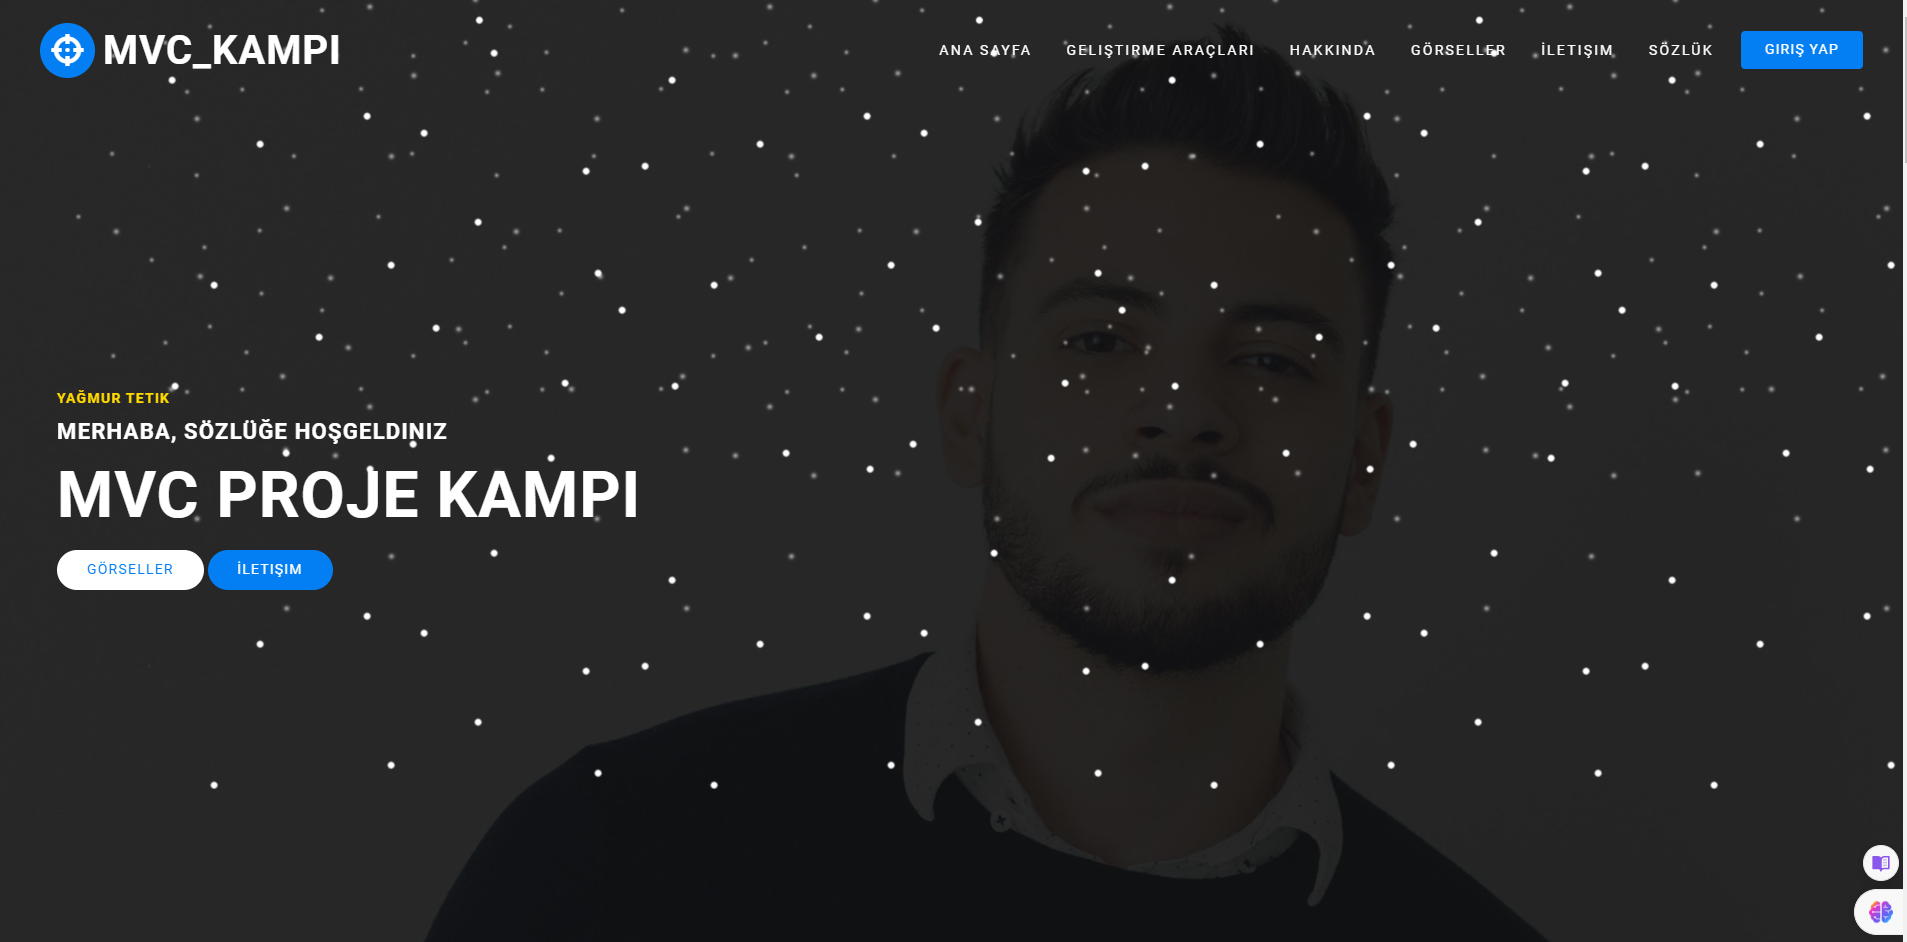 MVC_KAMPI
ANA SAYFA GELIŞTIRME ARAÇLARI HAKKINDA GÖRSELLER İLETIŞIM SÖZLÜK GIRIŞ YAP
YAĞMUR TETIK
MERHABA, SÖZLÜĞE HOŞGELDINIZ
MVC PROJE KAMPI
GÖRSELLER İLETIŞIM